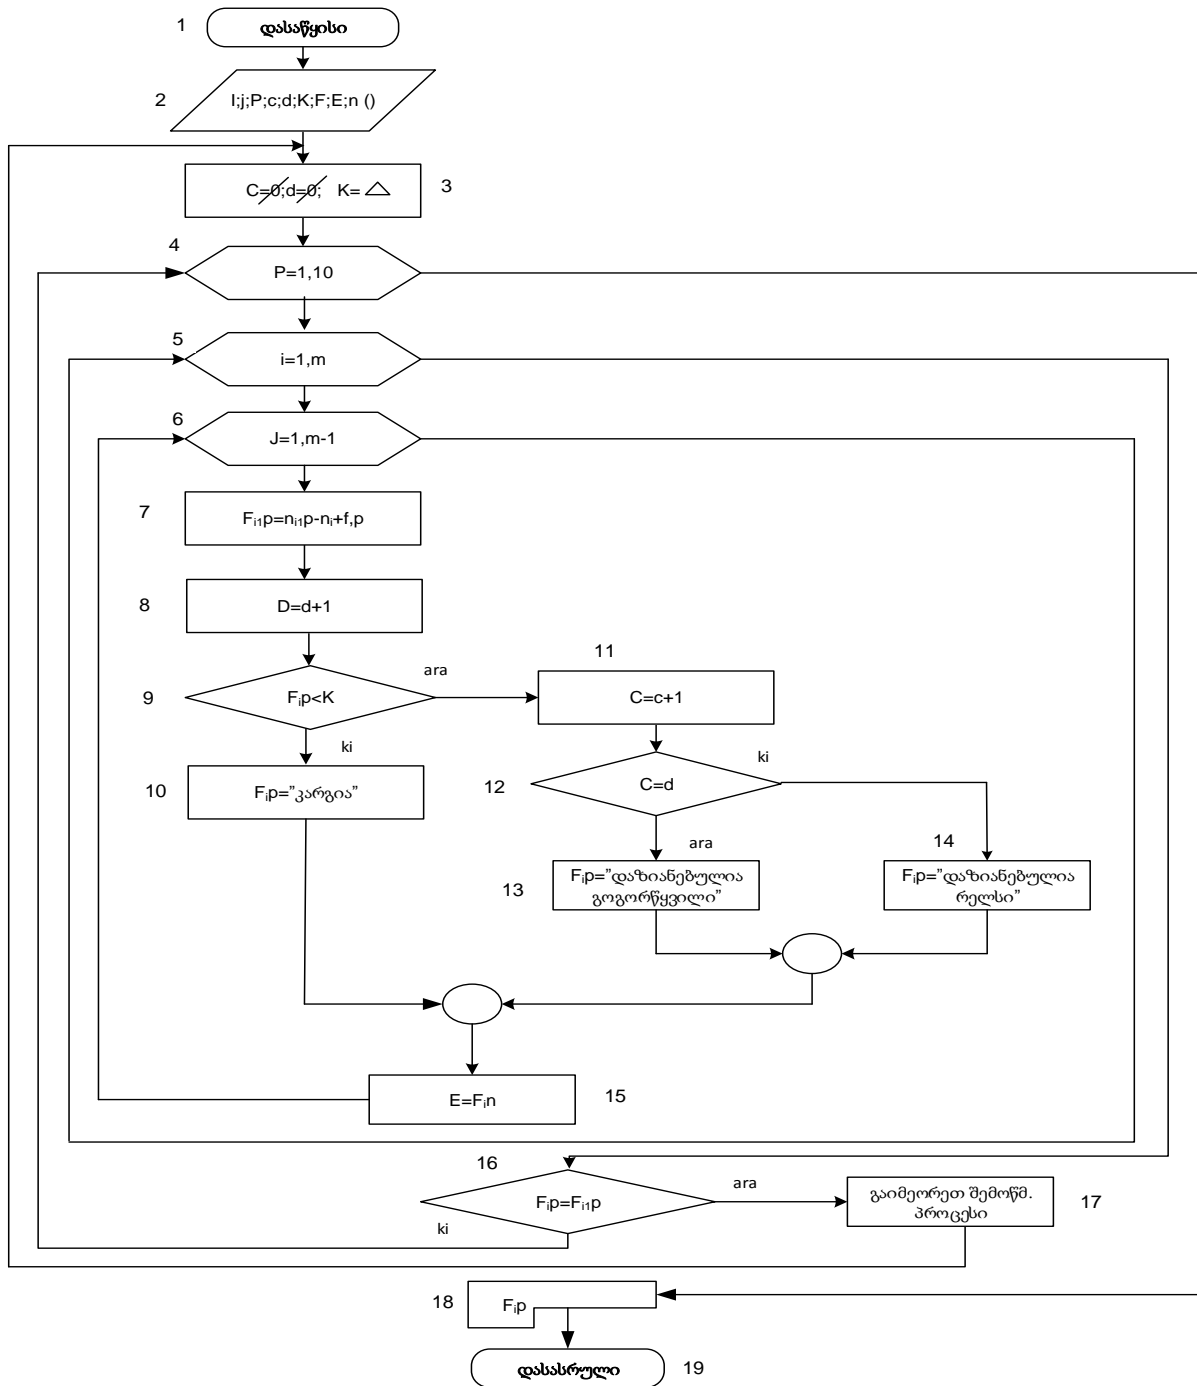 1
დასაწყისი
2
I;j;P;c;d;K;F;E;n ()
C=0;d=0; K= △
3
4
P=1,10
5
i=1,m
6
J=1,m-1
7
Fi1p=ni1p-ni+f,p
8
D=d+1
9
Fip<K
ara
ki
11
C=c+1
10
Fip="კარგია"
12
C=d
ki
ara
13
Fip="დაზიანებულია
გოგორწყვილი"
14
Fip="დაზიანებულია
რელსი"
E=Fin
15
16
Fip=Fi1p
ara
ki
გაიმეორეთ შემოწმ.
პროცესი
17
18
Fip
დასასრული
19